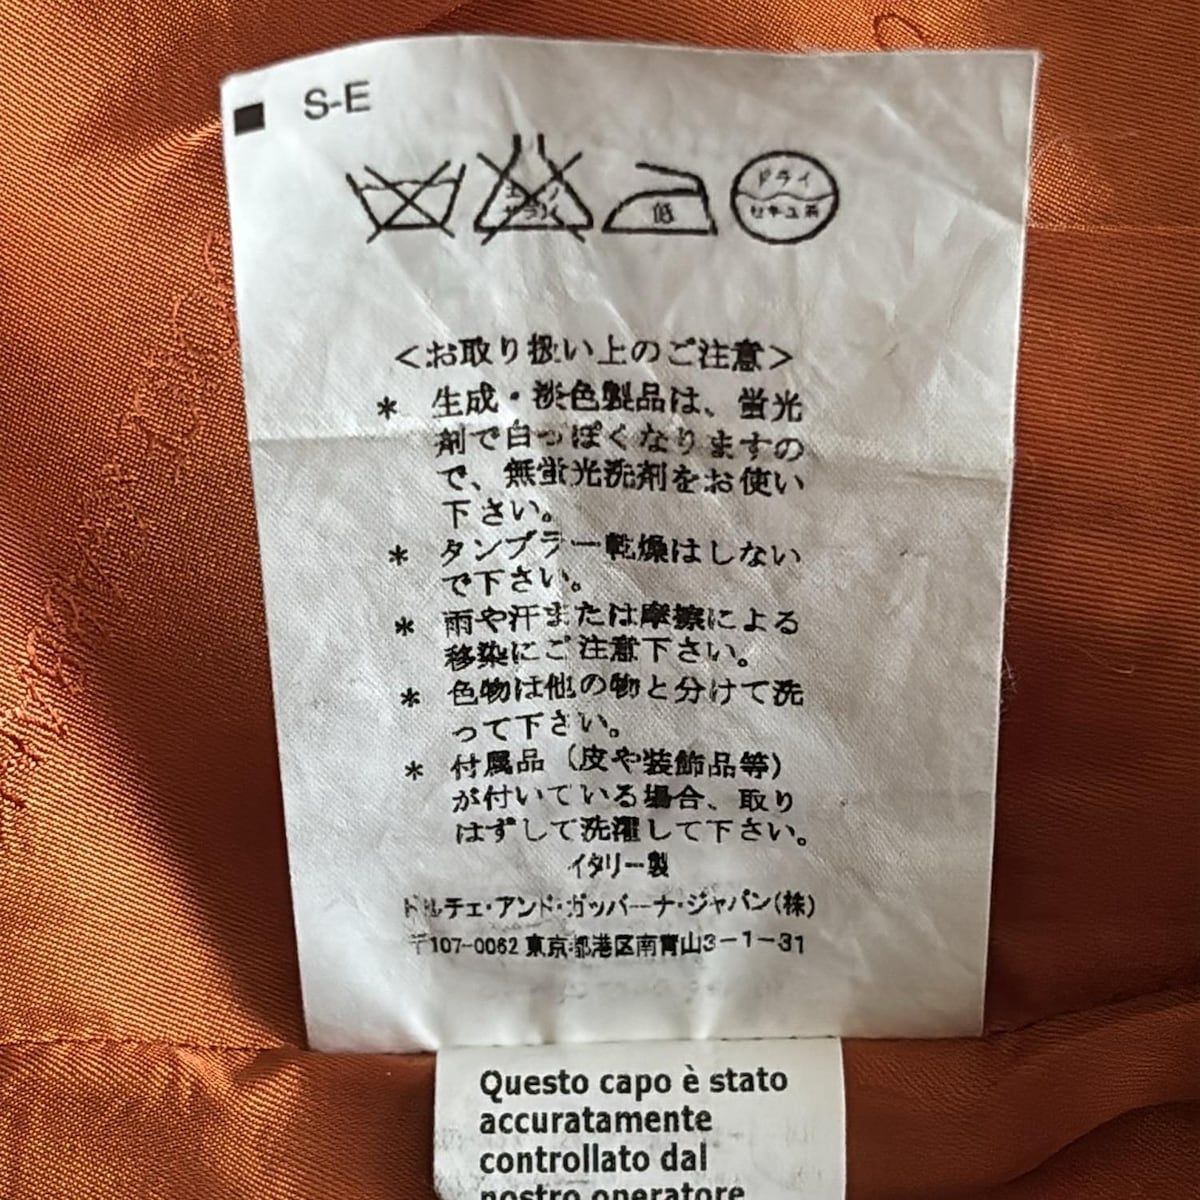 ■ S-E
低
ドライ
セキユ系
<お取り扱い上のご注意>
* 生成・淡色製品は、蛍光
剤で白っぽくなりますの
で、無蛍光洗剤をお使い
下さい。
* タンブラー乾燥はしない
で下さい。
* 雨や汗または摩擦による
移染にご注意下さい。
* 色物は他の物と分けて洗
って下さい。
* 付属品（皮や装飾品等）
が付いている場合、取り
はずして洗濯して下さい。
イタリー製
ドルチェ・アンド・ガッバーナ・ジャパン(株)
〒107-0062 東京都港区南青山3-1-31
Questo capo è stato
accuratamente
controllato dal
nostro operatore